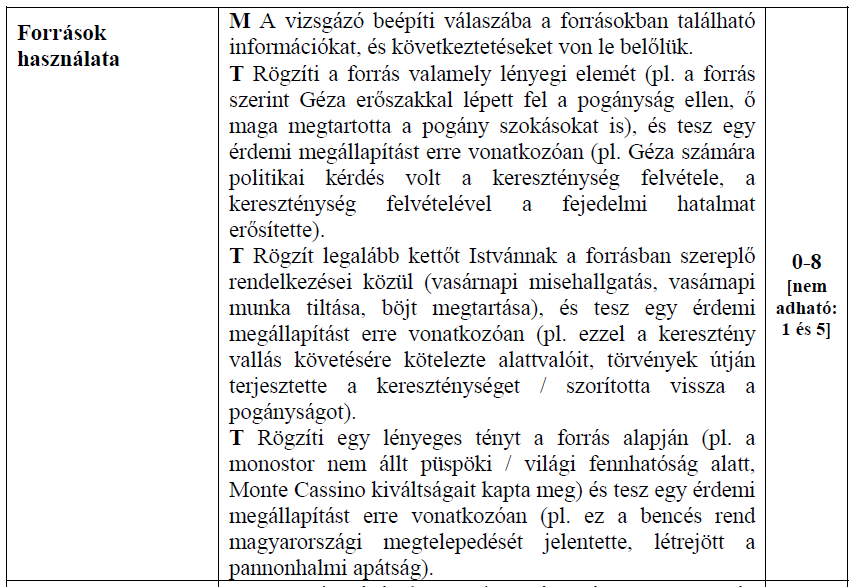 Források
használata
M A vizsgázó beépíti válaszába a forrásokban található
információkat, és következtetéseket von le belőlük.
T Rögzíti a forrás valamely lényegi elemét (pl. a forrás
szerint Géza erőszakkal lépett fel a pogányság ellen, ő
maga megtartotta a pogány szokásokat is), és tesz egy
érdemi megállapítást erre vonatkozóan (pl. Géza számára
politikai kérdés volt a kereszténység felvétele, a
kereszténység felvételével a fejedelmi hatalmat
erősítette).
T Rögzít legalább kettőt Istvánnak a forrásban szereplő
rendelkezései közül (vasárnapi misehallgatás, vasárnapi
munka tiltása, böjt megtartása), és tesz egy érdemi
megállapítást erre vonatkozóan (pl. ezzel a keresztény
vallás követésére kötelezte alattvalóit, törvények útján
terjesztette a kereszténységet / szorította vissza a
pogányságot).
T Rögzíti egy lényeges tényt a forrás alapján (pl. a
monostor nem állt püspöki / világi fennhatóság alatt,
Monte Cassino kiváltságait kapta meg) és tesz egy érdemi
megállapítást erre vonatkozóan (pl. ez a bencés rend
magyarországi megtelepedését jelentette, létrejött a
pannonhalmi apátság).
0-8
[nem
adható:
1 és 5]